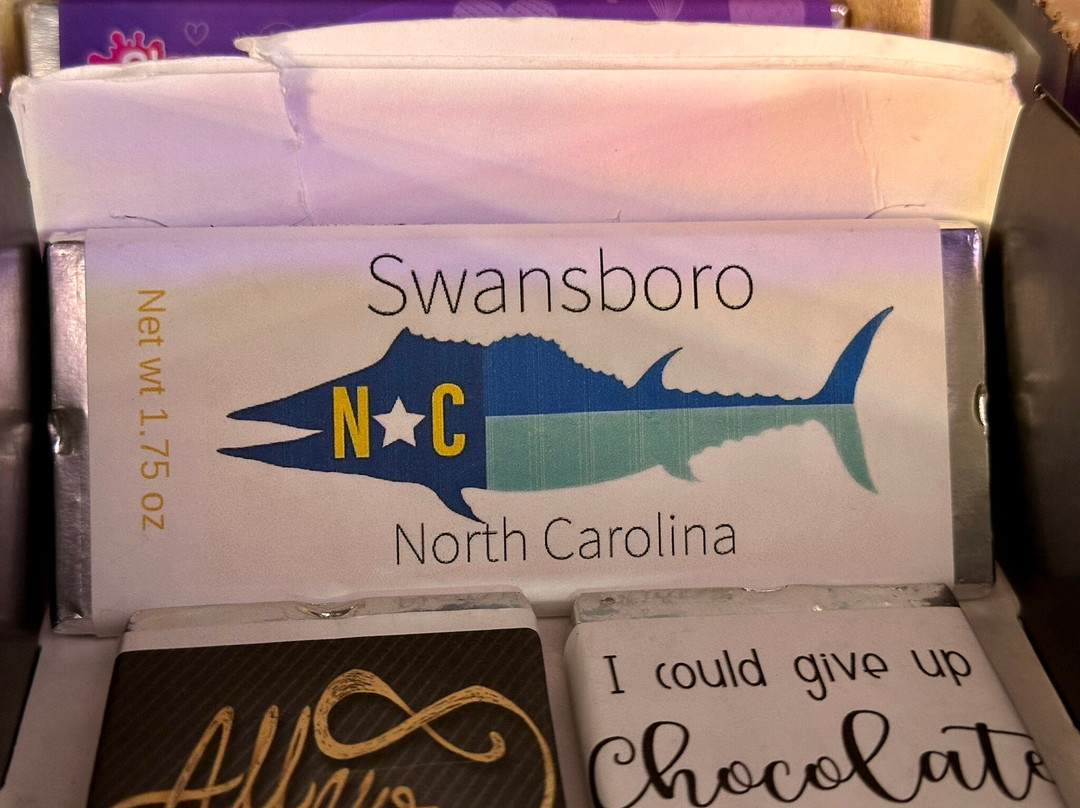 Swansboro
N★C
North Carolina
Net wt 1.75 oz
I could give up
Chocolate